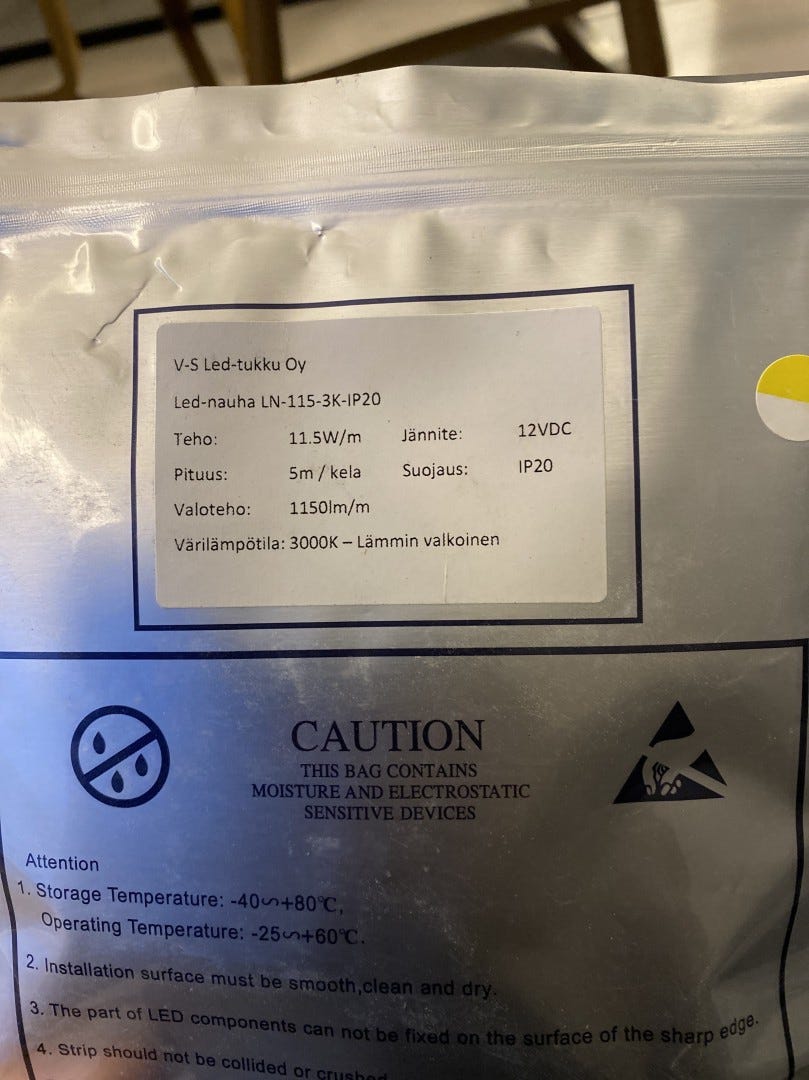 V-S Led-tukku Oy
Led-nauha LN-115-3K-IP20
Teho: 11.5W/m Jännite: 12VDC
Pituus: 5m / kela Suojaus: IP20
Valoteho: 1150lm/m
Värilämpötila: 3000K – Lämmin valkoinen
CAUTION
THIS BAG CONTAINS
MOISTURE AND ELECTROSTATIC
SENSITIVE DEVICES
Attention
1. Storage Temperature: -40∽+80℃,
Operating Temperature: -25∽+60℃.
2. Installation surface must be smooth,clean and dry.
3. The part of LED components can not be fixed on the surface of the sharp edge.
4. Strip should not be collided or crushed